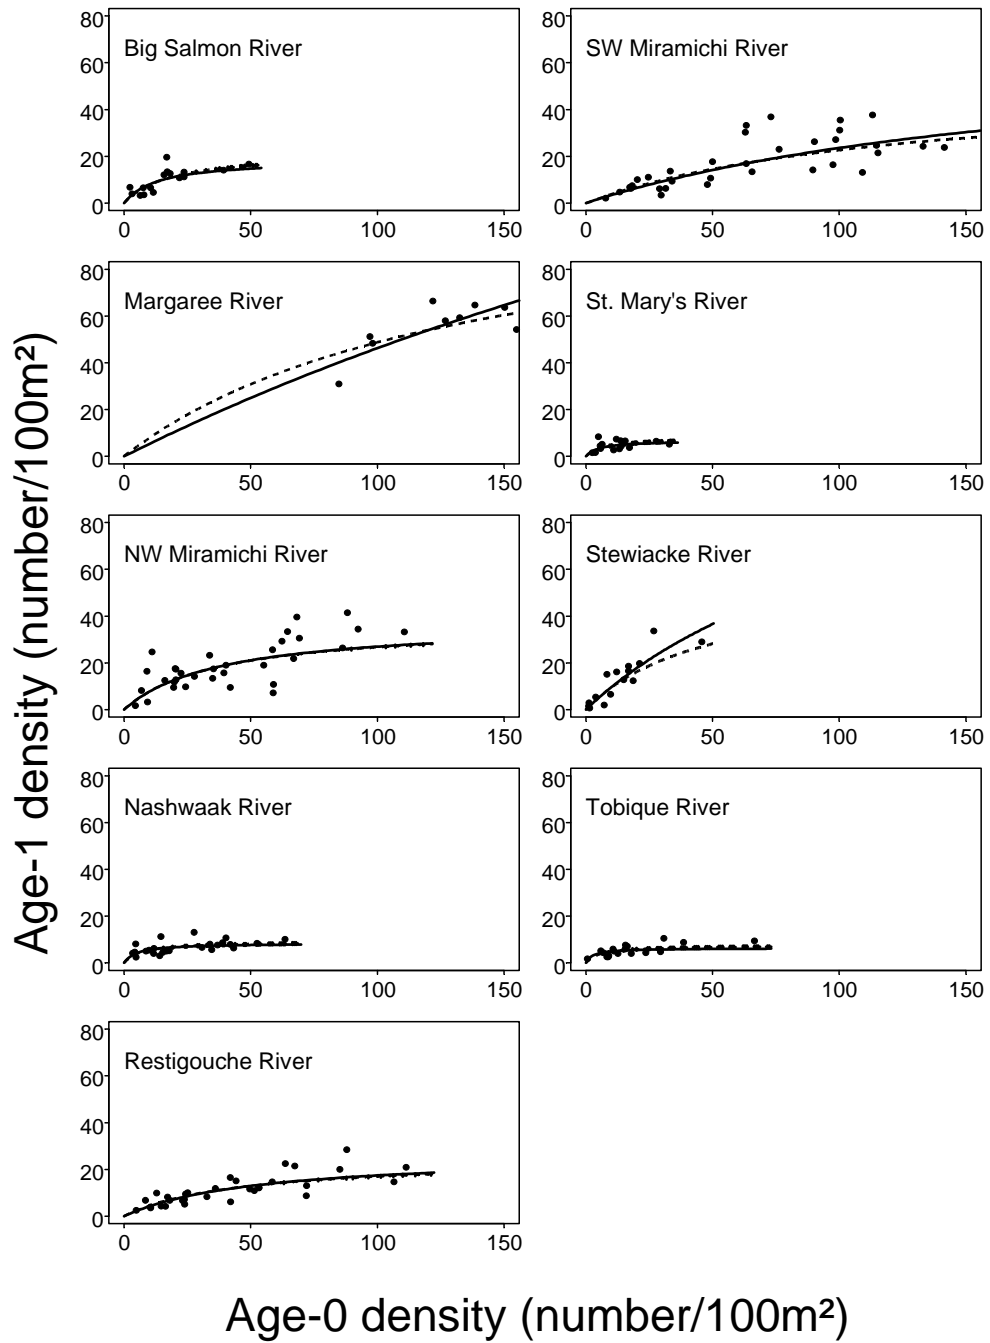 80
60
40
20
0
Big Salmon River
0 50 100 150
80
60
40
20
0
SW Miramichi River
0 50 100 150
80
60
40
20
0
Margaree River
0 50 100 150
80
60
40
20
0
St. Mary's River
0 50 100 150
80
60
40
20
0
NW Miramichi River
0 50 100 150
80
60
40
20
0
Stewiacke River
0 50 100 150
80
60
40
20
0
Nashwaak River
0 50 100 150
80
60
40
20
0
Tobique River
0 50 100 150
80
60
40
20
0
Restigouche River
0 50 100 150
Age-1 density (number/100m²)
Age-0 density (number/100m²)